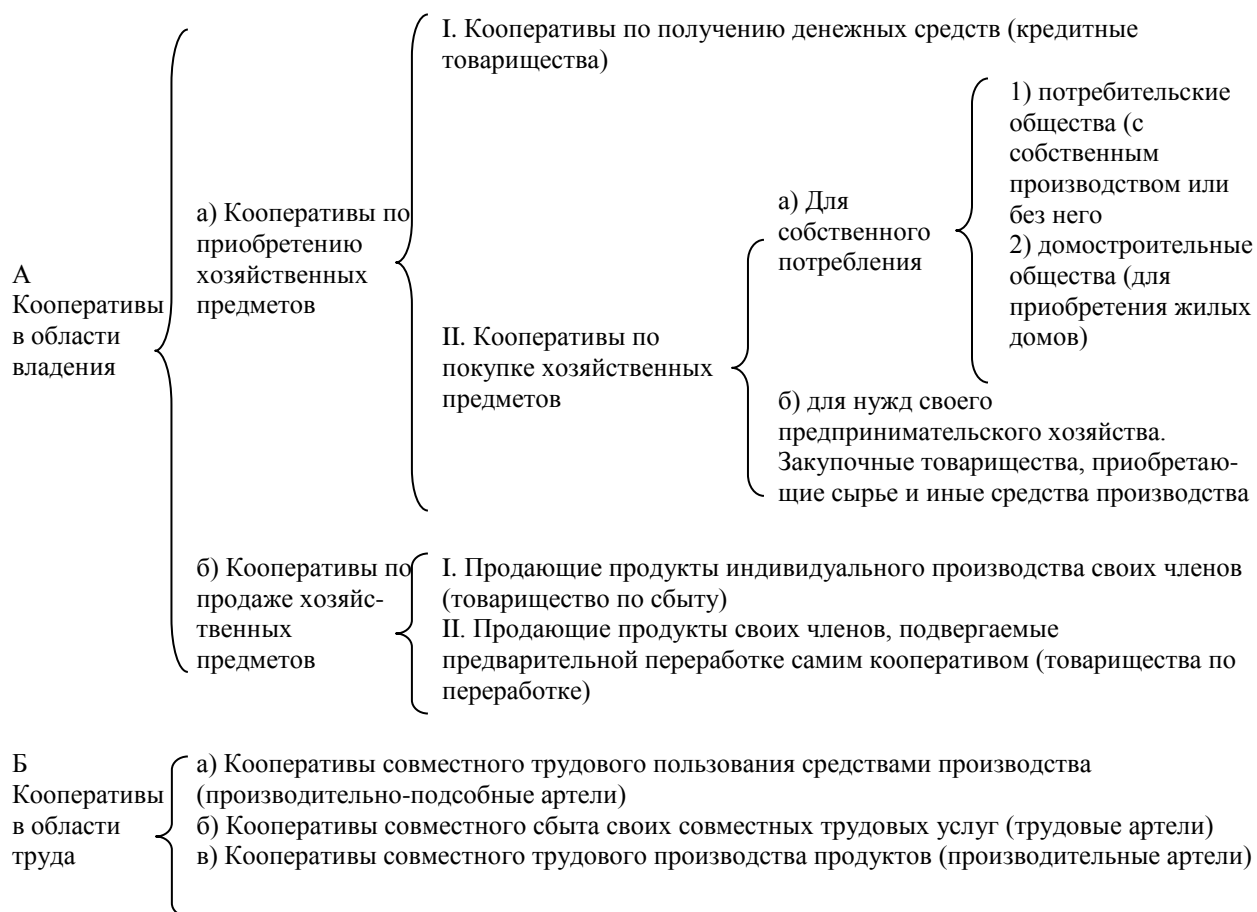 I. Кооперативы по получению денежных средств (кредитные
товарищества)
1) потребительские
общества (с
собственным
производством или
без него
2) домостроительные
общества (для
приобретения жилых
домов)
а) Для
собственного
потребления
а) Кооперативы по
приобретению
хозяйственных
предметов
А
Кооперативы
в области
владения
II. Кооперативы по
покупке хозяйственных
предметов
б) для нужд своего
предпринимательского хозяйства.
Закупочные товарищества, приобретаю-
щие сырье и иные средства производства
б) Кооперативы по
продаже хозяйс-
твенных
предметов
I. Продающие продукты индивидуального производства своих членов
(товарищество по сбыту)
II. Продающие продукты своих членов, подвергаемые
предварительной переработке самим кооперативом (товарищества по
переработке)
Б
Кооперативы
в области
труда
а) Кооперативы совместного трудового пользования средствами производства
(производительно-подсобные артели)
б) Кооперативы совместного сбыта своих совместных трудовых услуг (трудовые артели)
в) Кооперативы совместного трудового производства продуктов (производительные артели)